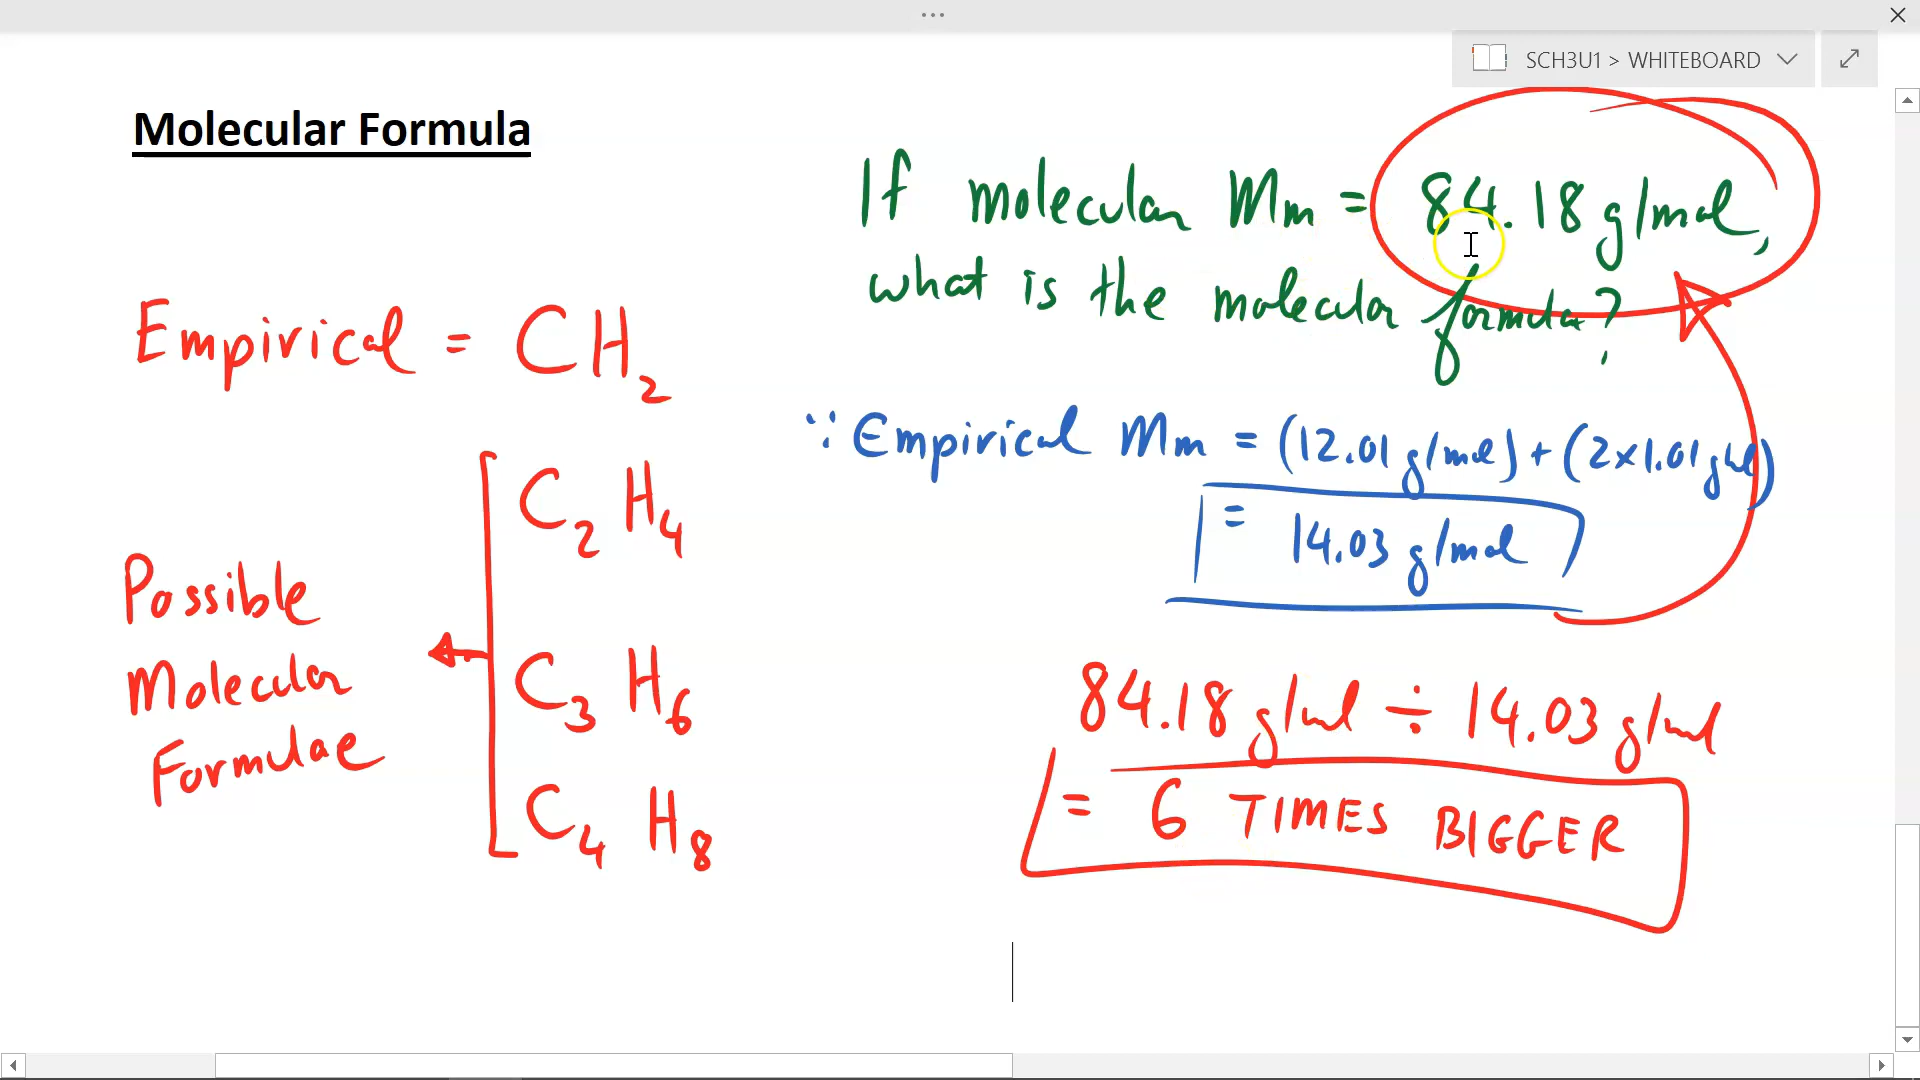 SCH3U1 > WHITEBOARD
Molecular Formula
If molecular Mm = 84.18 g/mol,
what is the molecular formula?
Empirical = CH₂
∵ Empirical Mm = (12.01 g/mol) + (2×1.01 g/mol)
= 14.03 g/mol
C₂H₄
Possible
Molecular
Formulae
C₃H₆
C₄H₈
84.18 g/mol ÷ 14.03 g/mol
= 6 TIMES BIGGER